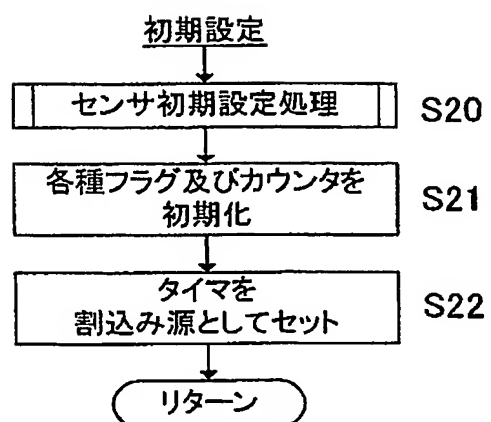 初期設定
センサ初期設定処理
S20
各種フラグ及びカウンタを
初期化
S21
タイマを
割込み源としてセット
S22
リターン